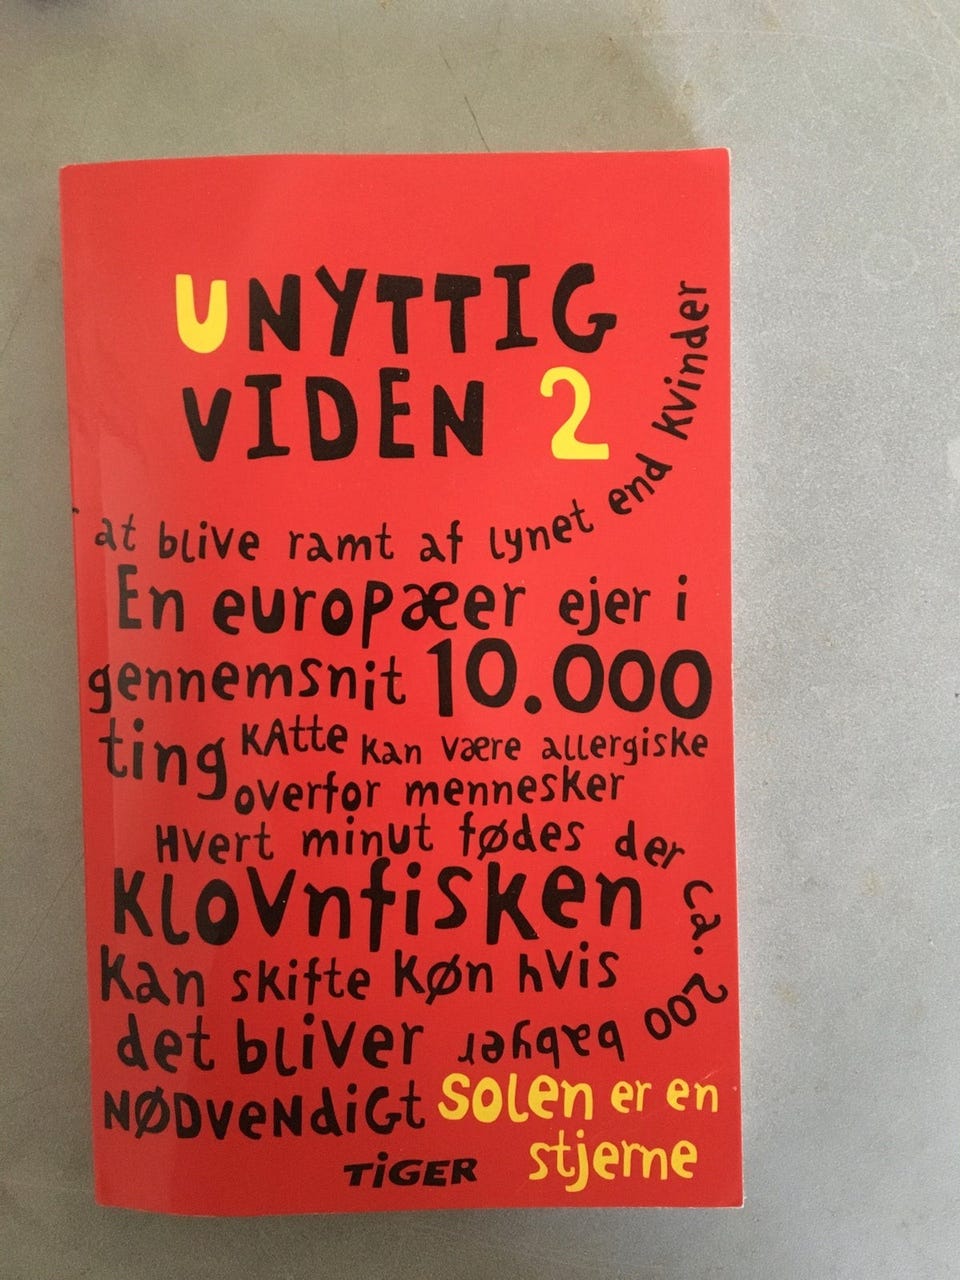 UNYTTIG
VIDEN 2
at blive ramt af lynet end kvinder
En europæer ejer i
gennemsnit 10.000
ting
Katte kan være allergiske
overfor mennesker
Hvert minut fødes der ca. 200 babyer
Klovnfisken
kan skifte køn hvis
det bliver
NØDVENDIGT
Solen er en
stjerne
TiGER